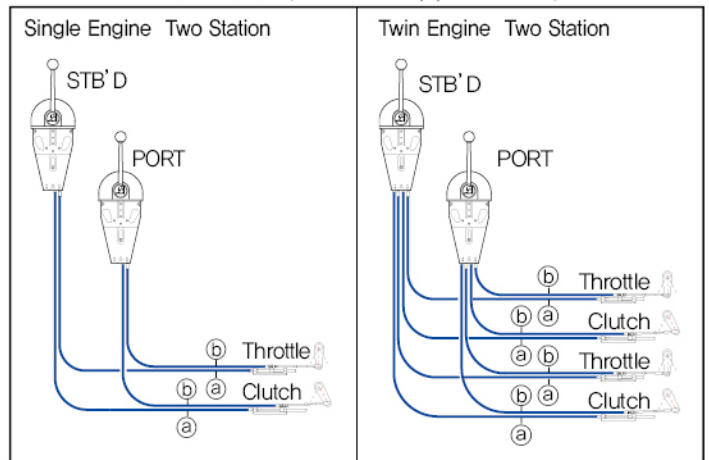 Single Engine Two Station
STB'D
PORT
ⓑ Throttle
ⓐ
ⓑ Clutch
ⓐ
Twin Engine Two Station
STB'D
PORT
ⓑ Throttle
ⓐ
ⓑ Clutch
ⓐ
ⓑ Throttle
ⓐ
ⓑ Clutch
ⓐ